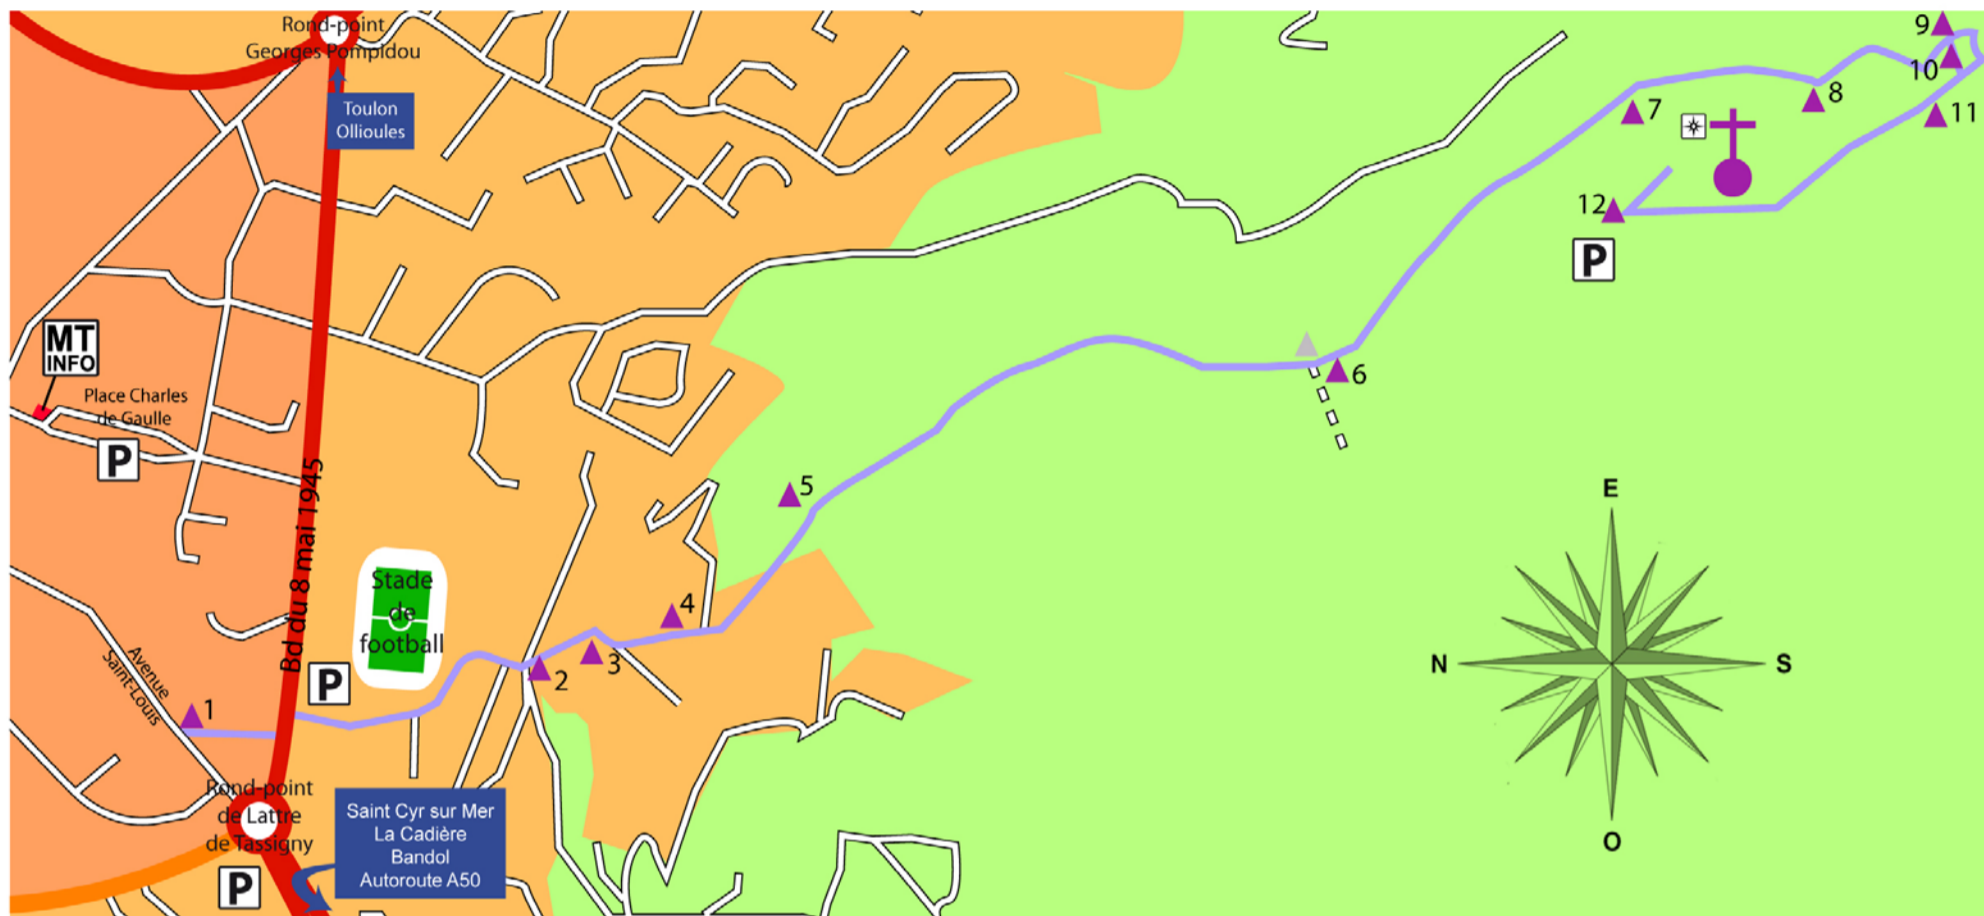 Rond-point
Georges Pompidou
Toulon
Ollioules
MT
INFO
Place Charles
de Gaulle
P
Bd du 8 mai 1945
Stade
de
football
P
Avenue
Saint-Louis
1
2
3
4
5
6
7
8
9
10
11
12
P
Rond-point
de Lattre
de Tassigny
P
Saint Cyr sur Mer
La Cadière
Bandol
Autoroute A50
E
N
S
O